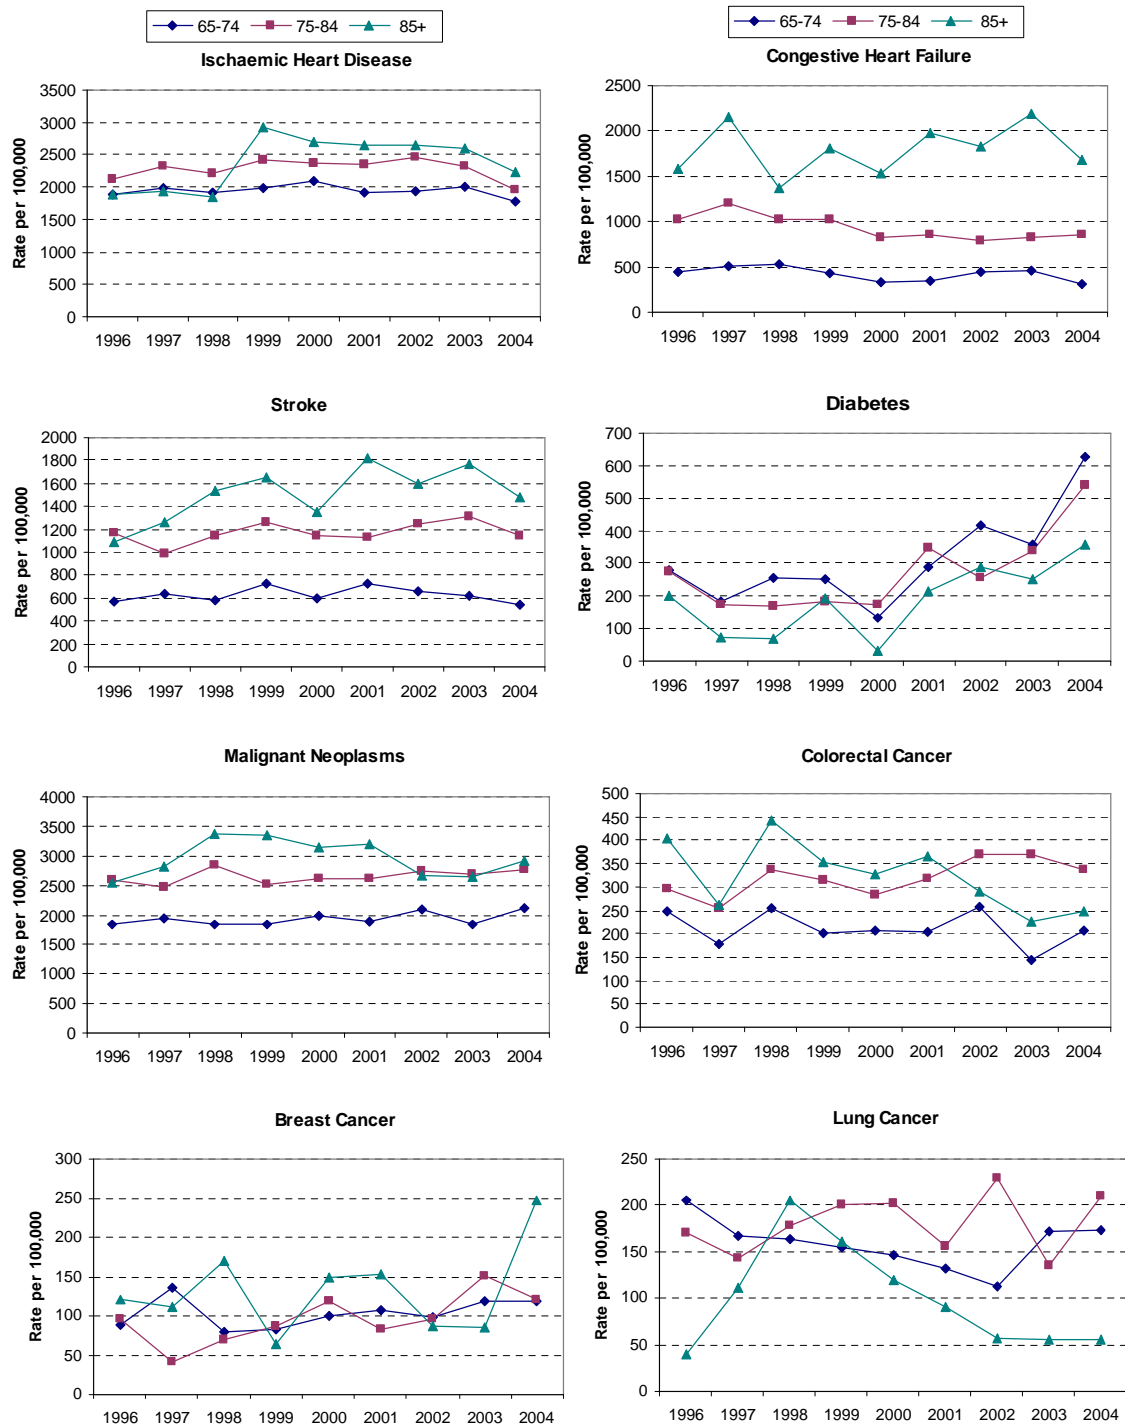 65-74 75-84 85+
Ischaemic Heart Disease
Rate per 100,000
3500
3000
2500
2000
1500
1000
500
0
1996 1997 1998 1999 2000 2001 2002 2003 2004
65-74 75-84 85+
Congestive Heart Failure
Rate per 100,000
2500
2000
1500
1000
500
0
1996 1997 1998 1999 2000 2001 2002 2003 2004
Stroke
Rate per 100,000
2000
1800
1600
1400
1200
1000
800
600
400
200
0
1996 1997 1998 1999 2000 2001 2002 2003 2004
Diabetes
Rate per 100,000
700
600
500
400
300
200
100
0
1996 1997 1998 1999 2000 2001 2002 2003 2004
Malignant Neoplasms
Rate per 100,000
4000
3500
3000
2500
2000
1500
1000
500
0
1996 1997 1998 1999 2000 2001 2002 2003 2004
Colorectal Cancer
Rate per 100,000
500
450
400
350
300
250
200
150
100
50
0
1996 1997 1998 1999 2000 2001 2002 2003 2004
Breast Cancer
Rate per 100,000
300
250
200
150
100
50
0
1996 1997 1998 1999 2000 2001 2002 2003 2004
Lung Cancer
Rate per 100,000
250
200
150
100
50
0
1996 1997 1998 1999 2000 2001 2002 2003 2004